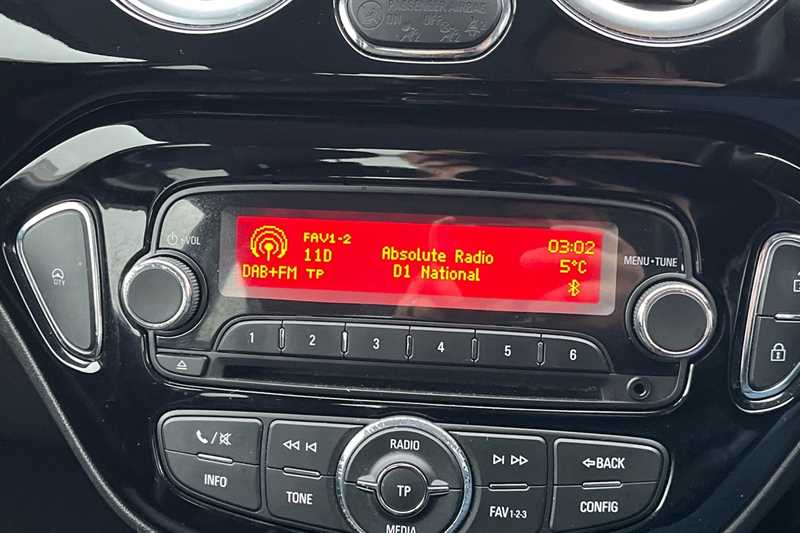 PASSENGER AIRBAG
ON OFF
VOL
CITY
FAV1-2
11D
DAB+FM TP
Absolute Radio
D1 National
03:02
5°C
MENU•TUNE
1 2 3 4 5 6
RADIO
BACK
INFO
TONE
TP
FAV1-2-3
CONFIG
MEDIA